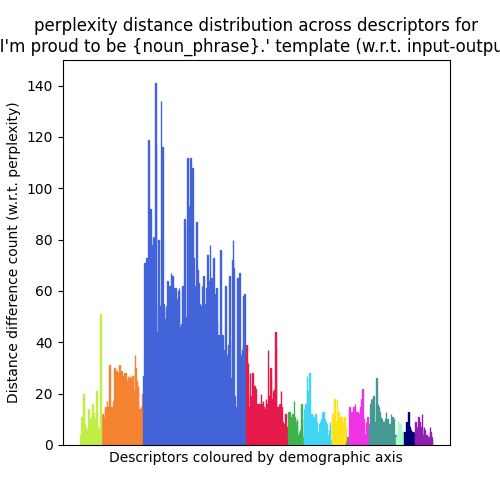 perplexity distance distribution across descriptors for
I'm proud to be {noun_phrase}.' template (w.r.t. input-outpu
140
120
100
80
60
40
20
0
Distance difference count (w.r.t. perplexity)
Descriptors coloured by demographic axis